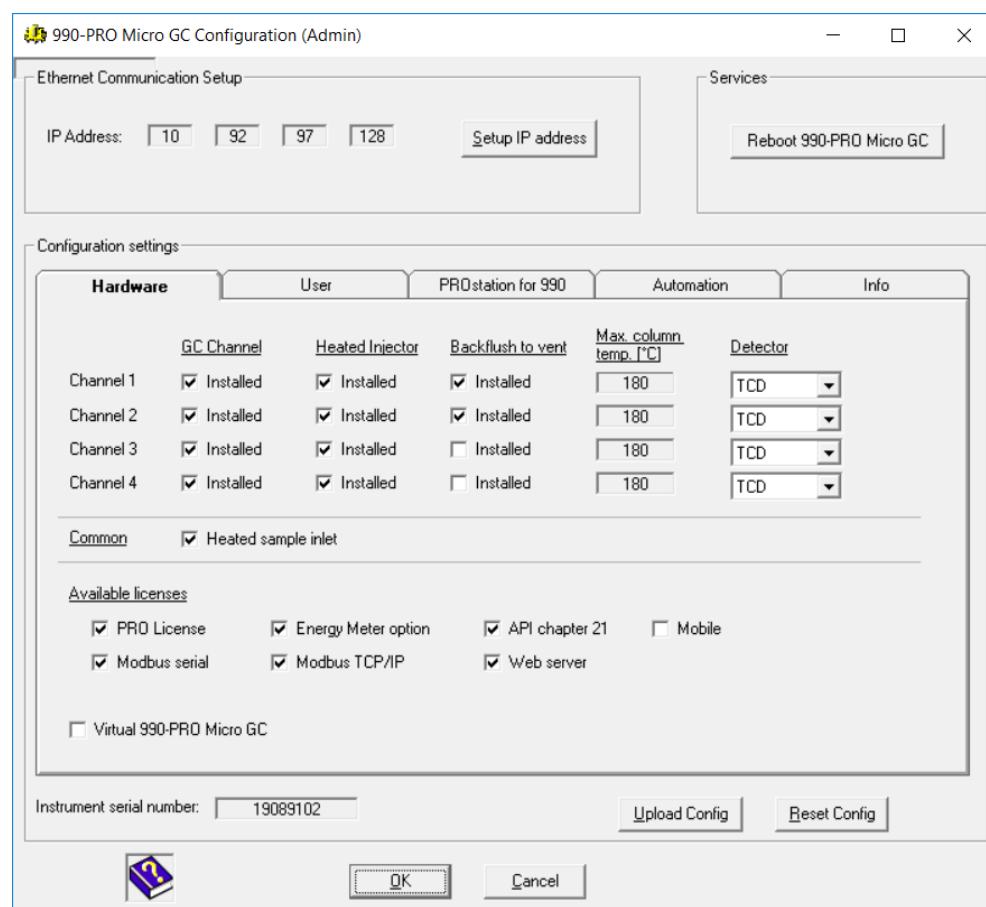 990-PRO Micro GC Configuration (Admin)
Ethernet Communication Setup
IP Address: 10 92 97 128 Setup IP address
Services
Reboot 990-PRO Micro GC
Configuration settings
Hardware User PROstation for 990 Automation Info
GC Channel Heated Injector Backflush to vent Max. column temp. [°C] Detector
Channel 1 Installed Installed Installed 180 TCD
Channel 2 Installed Installed Installed 180 TCD
Channel 3 Installed Installed Installed 180 TCD
Channel 4 Installed Installed Installed 180 TCD
Common Heated sample inlet
Available licenses
PRO License Energy Meter option API chapter 21 Mobile
Modbus serial Modbus TCP/IP Web server
Virtual 990-PRO Micro GC
Instrument serial number: 19089102 Upload Config Reset Config
? OK Cancel